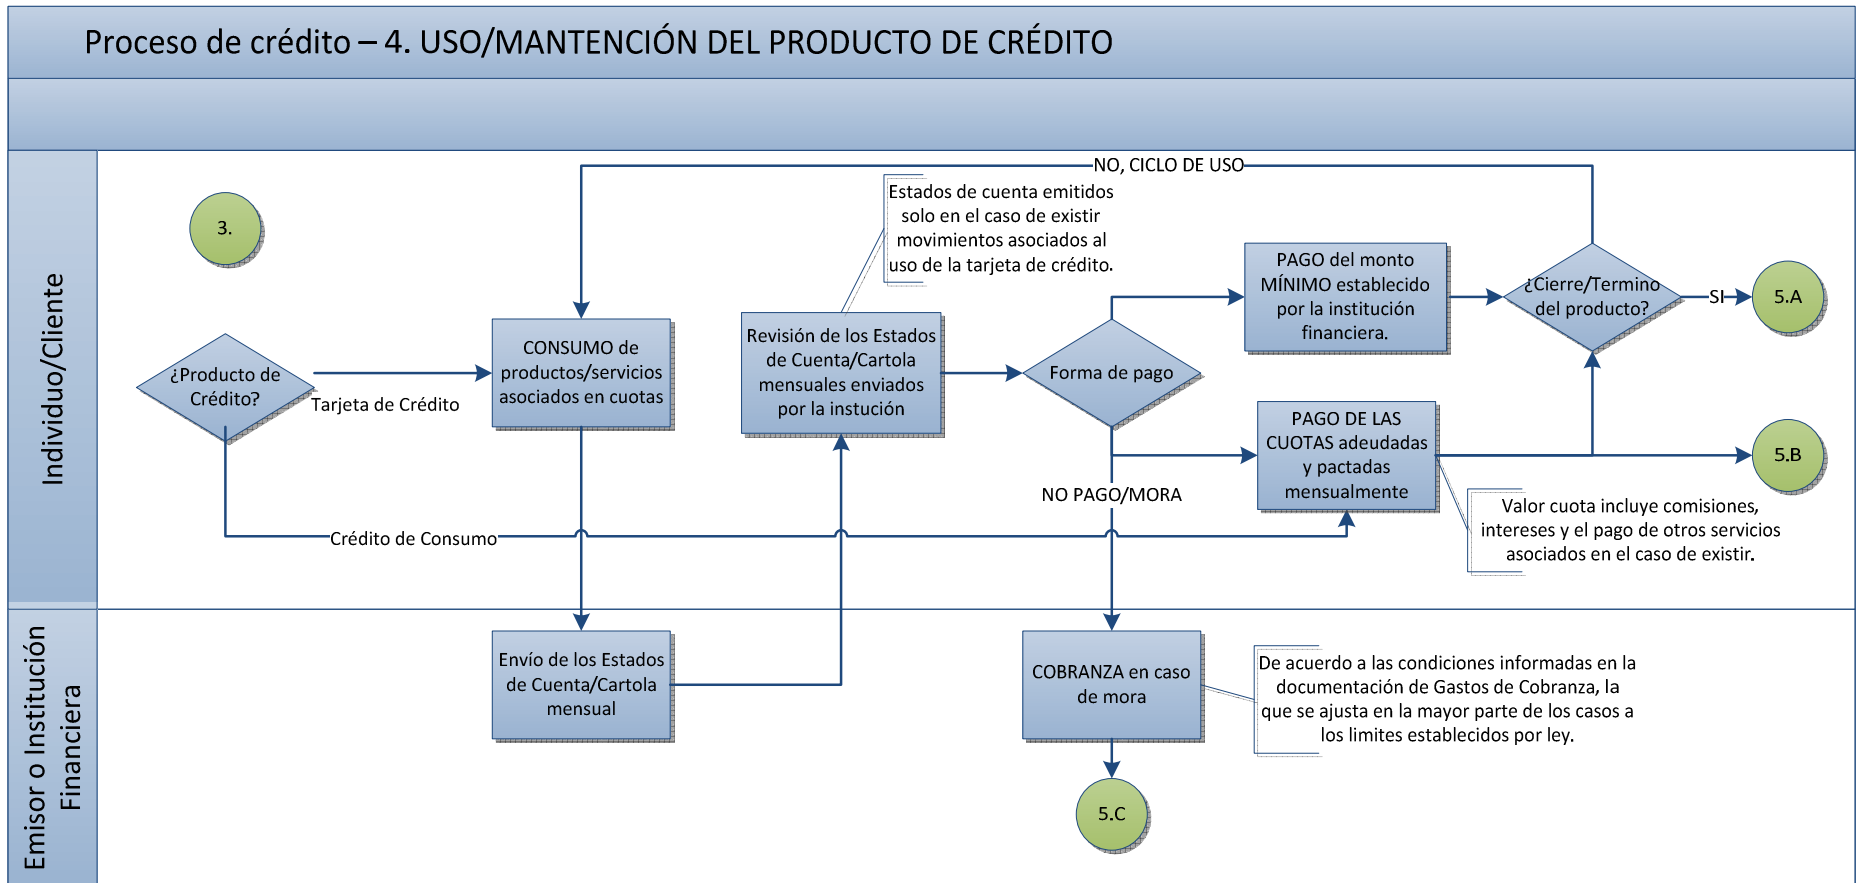 Proceso de crédito – 4. USO/MANTENCIÓN DEL PRODUCTO DE CRÉDITO
Individuo/Cliente
3.
¿Producto de
Crédito?
Tarjeta de Crédito
Crédito de Consumo
CONSUMO de
productos/servicios
asociados en cuotas
NO, CICLO DE USO
Estados de cuenta emitidos
solo en el caso de existir
movimientos asociados al
uso de la tarjeta de crédito.
Revisión de los Estados
de Cuenta/Cartola
mensuales enviados
por la instución
Forma de pago
NO PAGO/MORA
PAGO del monto
MÍNIMO establecido
por la institución
financiera.
¿Cierre/Termino
del producto?
SI
5.A
PAGO DE LAS
CUOTAS adeudadas
y pactadas
mensualmente
5.B
Valor cuota incluye comisiones,
intereses y el pago de otros servicios
asociados en el caso de existir.
Emisor o Institución
Financiera
Envío de los Estados
de Cuenta/Cartola
mensual
COBRANZA en caso
de mora
De acuerdo a las condiciones informadas en la
documentación de Gastos de Cobranza, la
que se ajusta en la mayor parte de los casos a
los limites establecidos por ley.
5.C